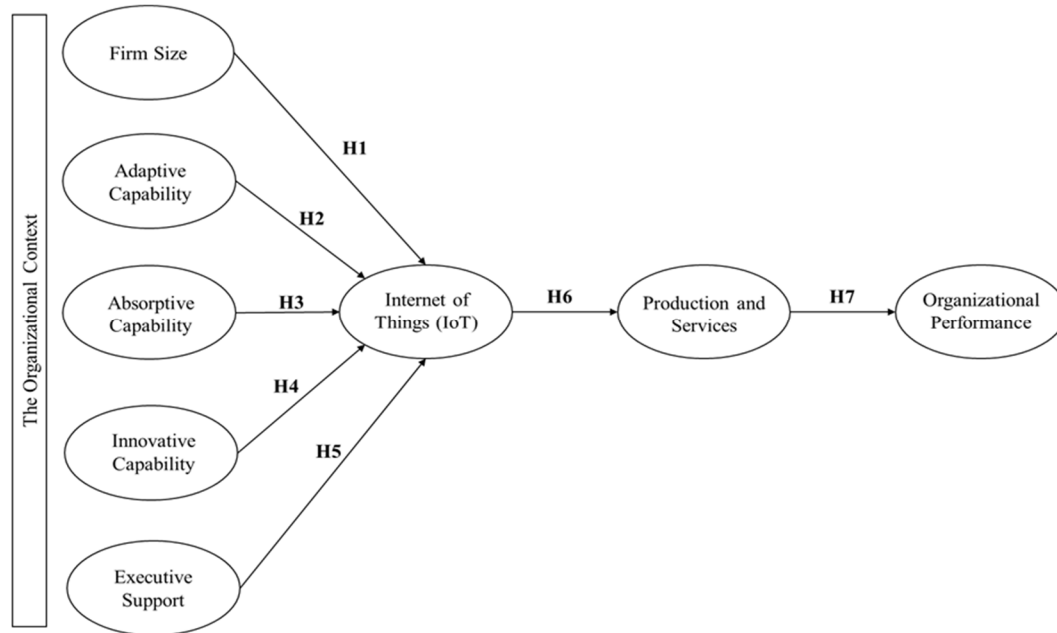 The Organizational Context
Firm Size
H1
Adaptive
Capability
H2
Absorptive
Capability
H3
Innovative
Capability
H4
Executive
Support
H5
Internet of
Things (IoT)
H6
Production and
Services
H7
Organizational
Performance